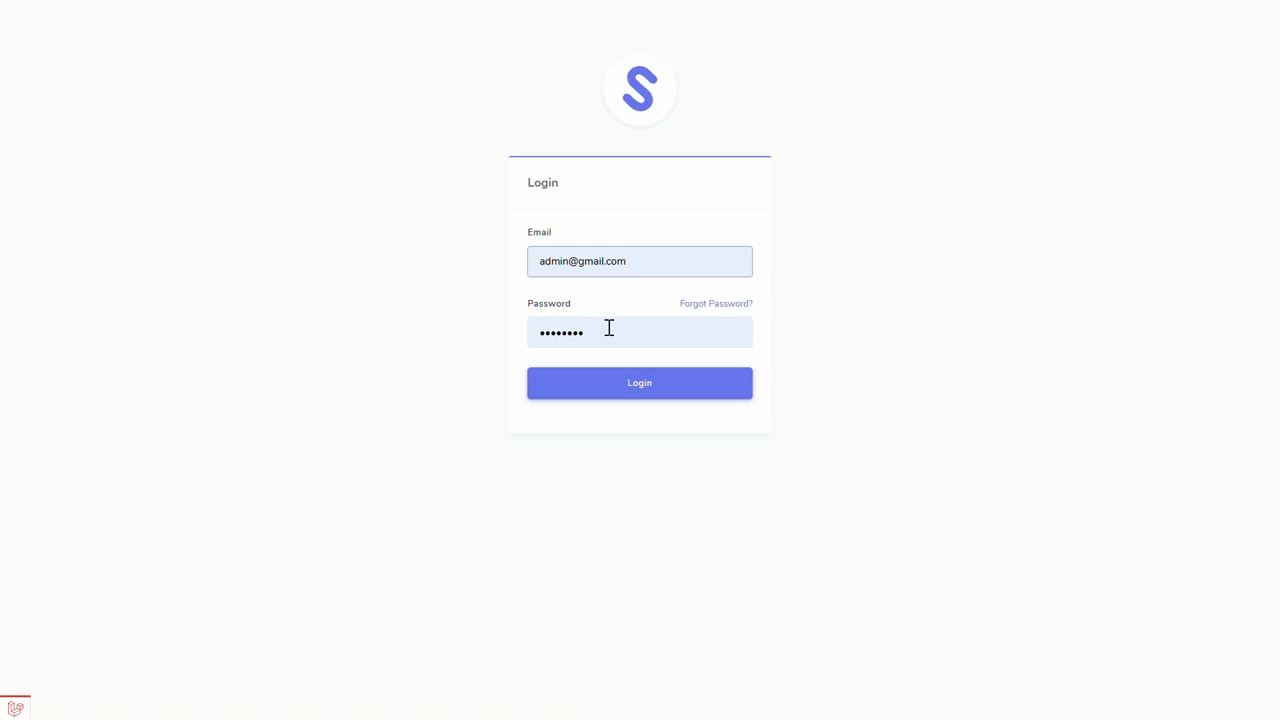 Login
Email
admin@gmail.com
Password Forgot Password?
••••••••
Login